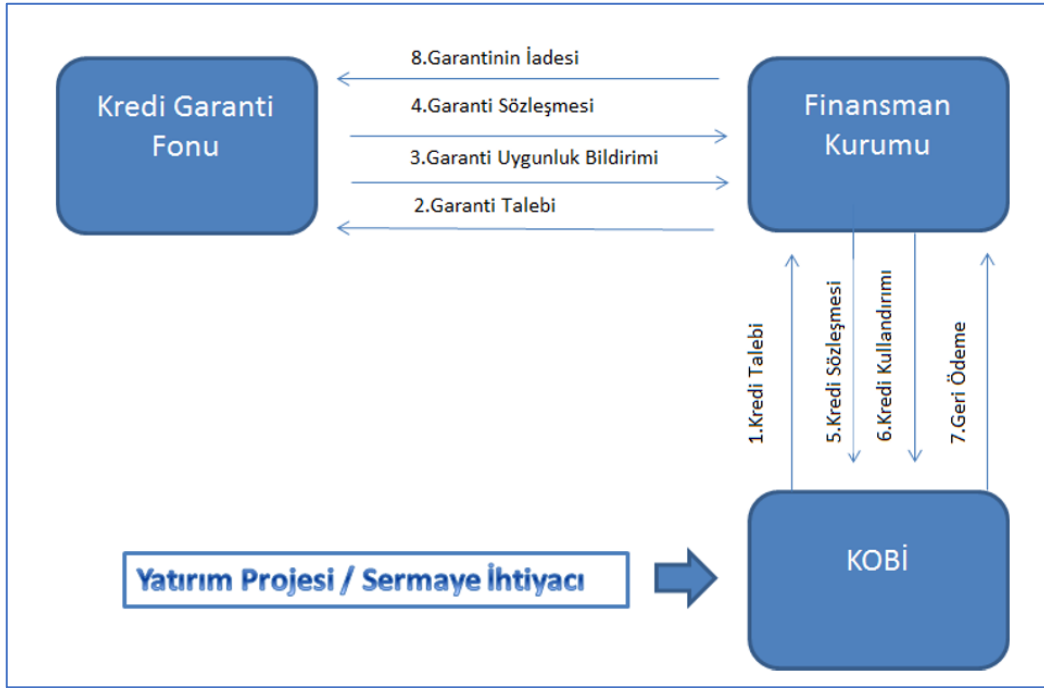 8.Garantinin İadesi
Kredi Garanti
Fonu
4.Garanti Sözleşmesi
3.Garanti Uygunluk Bildirimi
2.Garanti Talebi
Finansman
Kurumu
1.Kredi Talebi
5.Kredi Sözleşmesi
6.Kredi Kullandırımı
7.Geri Ödeme
Yatırım Projesi / Sermaye İhtiyacı
KOBİ